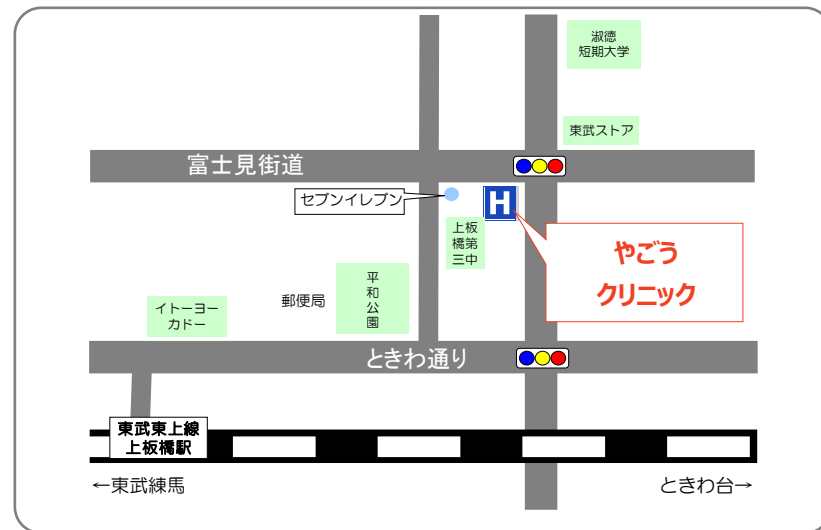 淑徳
短期大学
東武ストア
富士見街道
セブンイレブン
H
上板
橋第
三中
やごう
クリニック
平
和
公
園
郵便局
イトーヨー
カドー
ときわ通り
東武東上線
上板橋駅
←東武練馬
ときわ台→